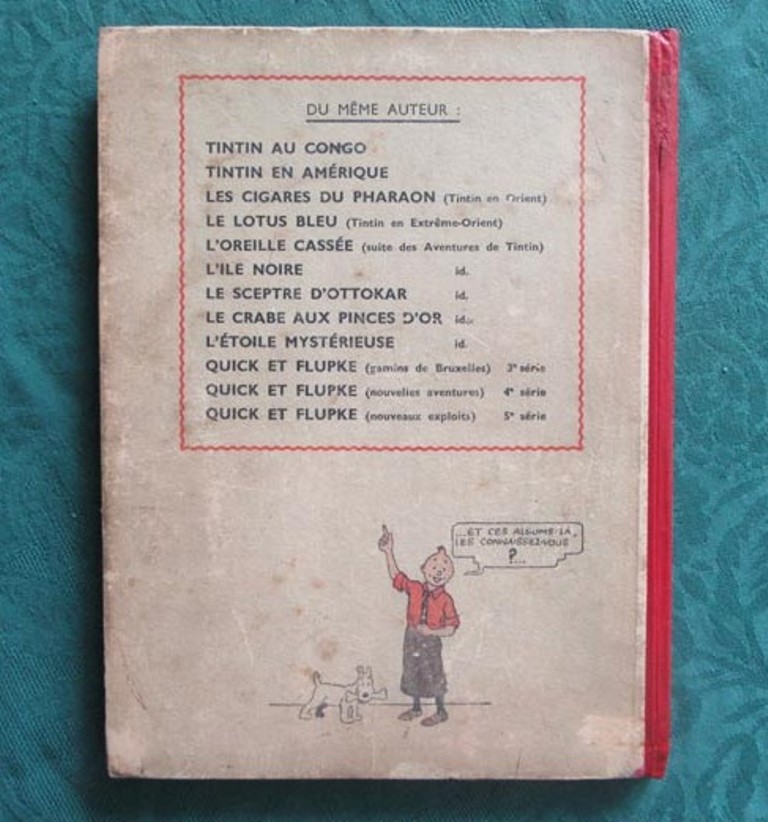 DU MÊME AUTEUR :
TINTIN AU CONGO
TINTIN EN AMÉRIQUE
LES CIGARES DU PHARAON (Tintin en Orient)
LE LOTUS BLEU (Tintin en Extrême-Orient)
L'OREILLE CASSÉE (suite des Aventures de Tintin)
L'ILE NOIRE id.
LE SCEPTRE D'OTTOKAR id.
LE CRABE AUX PINCES D'OR id.
L'ÉTOILE MYSTÉRIEUSE id.
QUICK ET FLUPKE (gamins de Bruxelles) 3e série
QUICK ET FLUPKE (nouvelles aventures) 4e série
QUICK ET FLUPKE (nouveaux exploits) 5e série
...ET CES ALBUMS-LÀ,
LES CONNAISSEZ-VOUS
?...